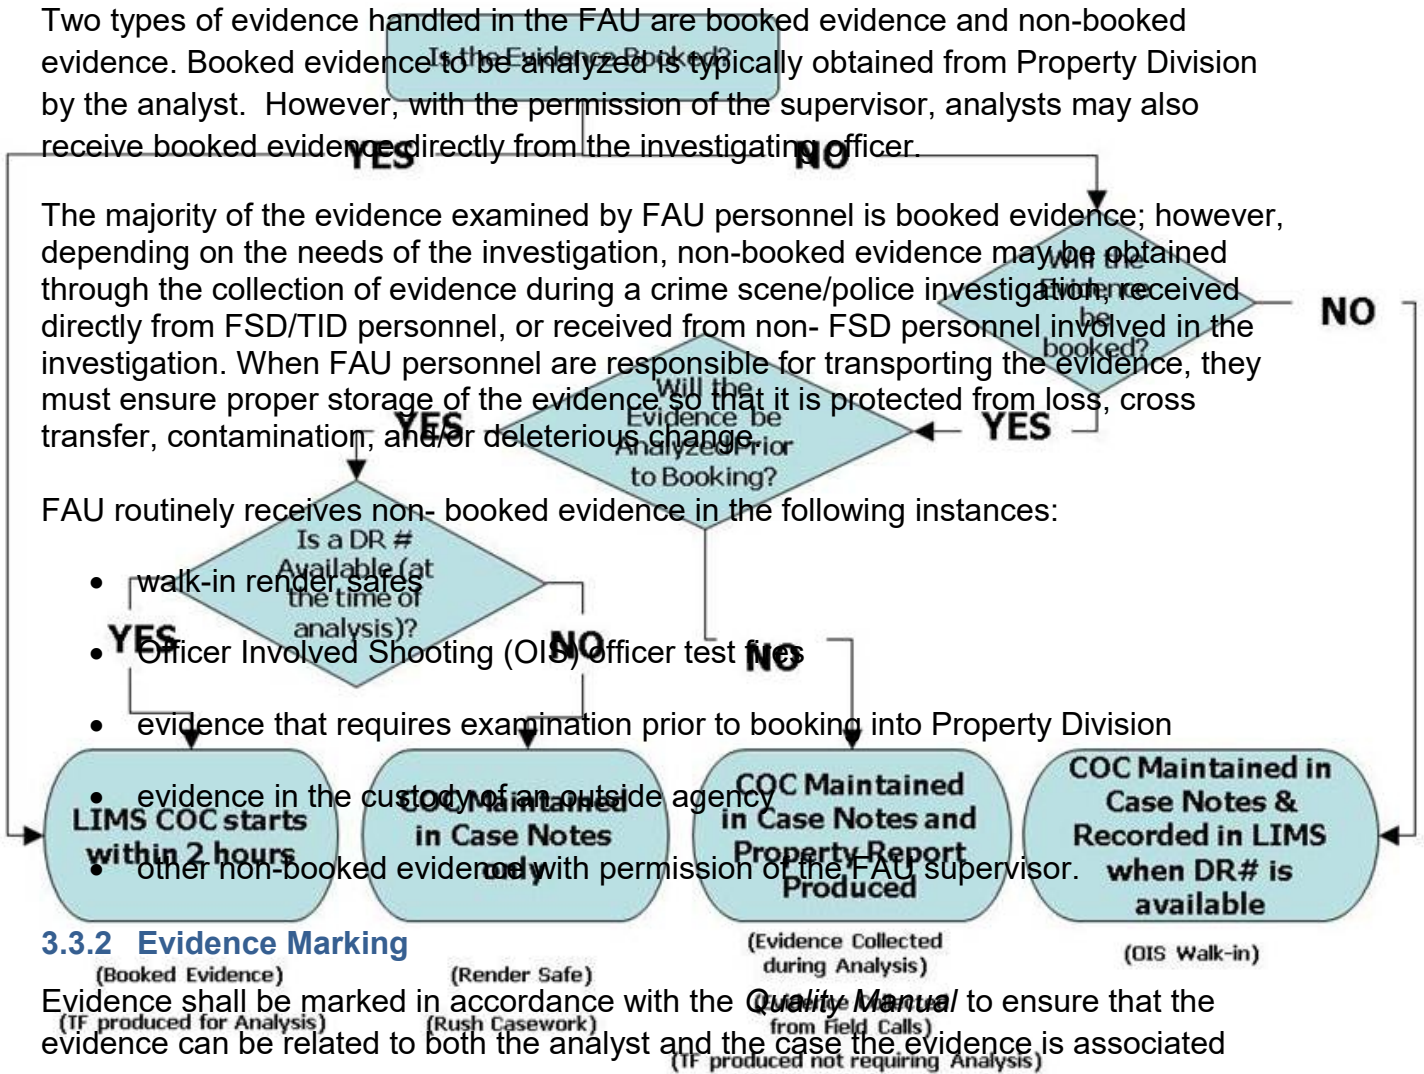 Two types of evidence handled in the FAU are booked evidence and non-booked
evidence. Booked evidence to be analyzed is typically obtained from Property Division
by the analyst.  However, with the permission of the supervisor, analysts may also
receive booked evidence directly from the investigating officer.
Is the Evidence Booked?
YES
NO
The majority of the evidence examined by FAU personnel is booked evidence; however,
depending on the needs of the investigation, non-booked evidence may be obtained
through the collection of evidence during a crime scene/police investigation, received
directly from FSD/TID personnel, or received from non- FSD personnel involved in the
investigation. When FAU personnel are responsible for transporting the evidence, they
must ensure proper storage of the evidence so that it is protected from loss, cross
transfer, contamination, and/or deleterious change.
Will the
Evidence
be
booked?
NO
YES
Will the
Evidence be
Analyzed Prior
to Booking?
YES
NO
FAU routinely receives non- booked evidence in the following instances:
Is a DR #
Available (at
the time of
analysis)?
YES
NO
• walk-in render safes
• Officer Involved Shooting (OIS) officer test fires
• evidence that requires examination prior to booking into Property Division
• evidence in the custody of an outside agency
• other non-booked evidence with permission of the FAU supervisor.
LIMS COC starts
within 2 hours
COC Maintained
in Case Notes
only
COC Maintained
in Case Notes and
Property Report
Produced
COC Maintained in
Case Notes &
Recorded in LIMS
when DR# is
available
3.3.2 Evidence Marking
(Booked Evidence)
(TF produced for Analysis)
(Render Safe)
(Rush Casework)
(Evidence Collected
during Analysis)
(Evidence Collected
from Field Calls)
(TF produced not requiring Analysis)
(OIS Walk-in)
Evidence shall be marked in accordance with the Quality Manual to ensure that the
evidence can be related to both the analyst and the case the evidence is associated